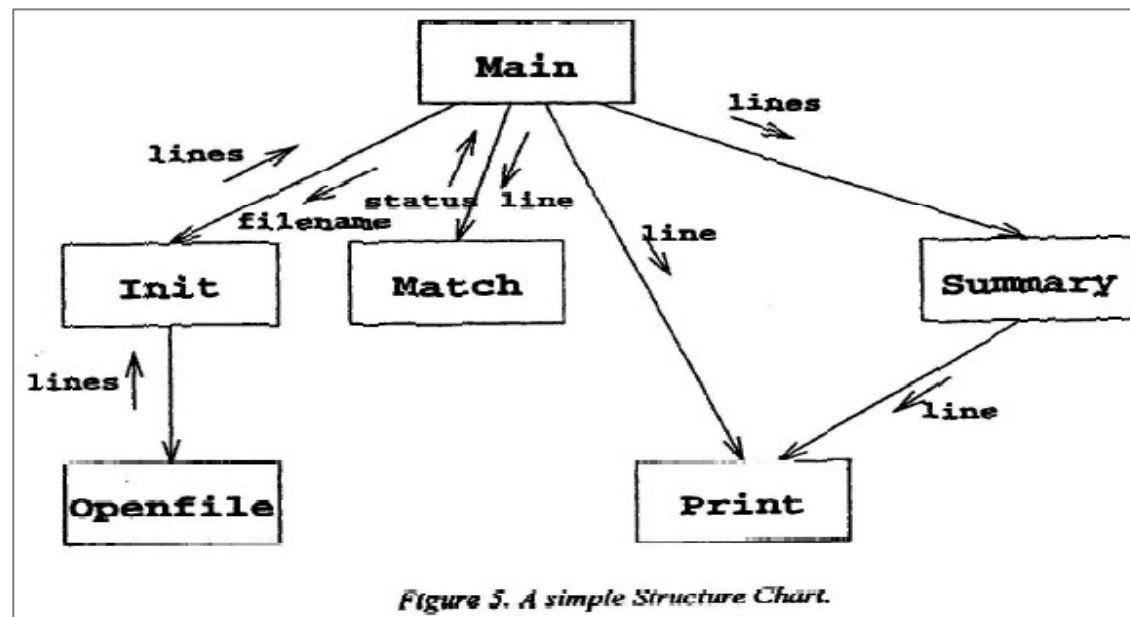 Main
lines
lines
filename
status line
line
Init
Match
Summary
lines
line
Openfile
Print
Figure 5. A simple Structure Chart.